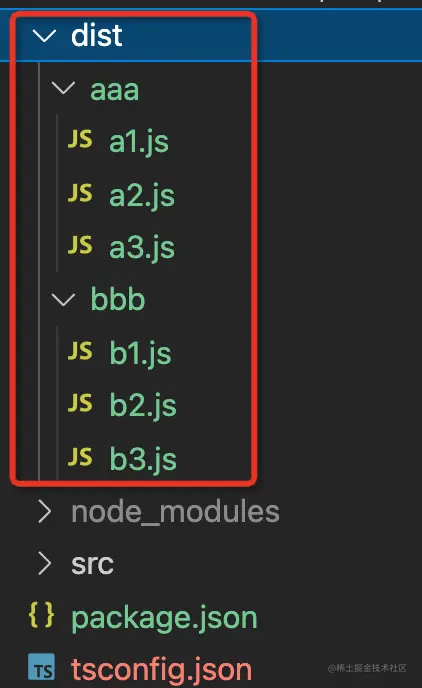 dist
aaa
JS a1.js
JS a2.js
JS a3.js
bbb
JS b1.js
JS b2.js
JS b3.js
node_modules
src
{} package.json
TS tsconfig.json
@稀土掘金技术社区